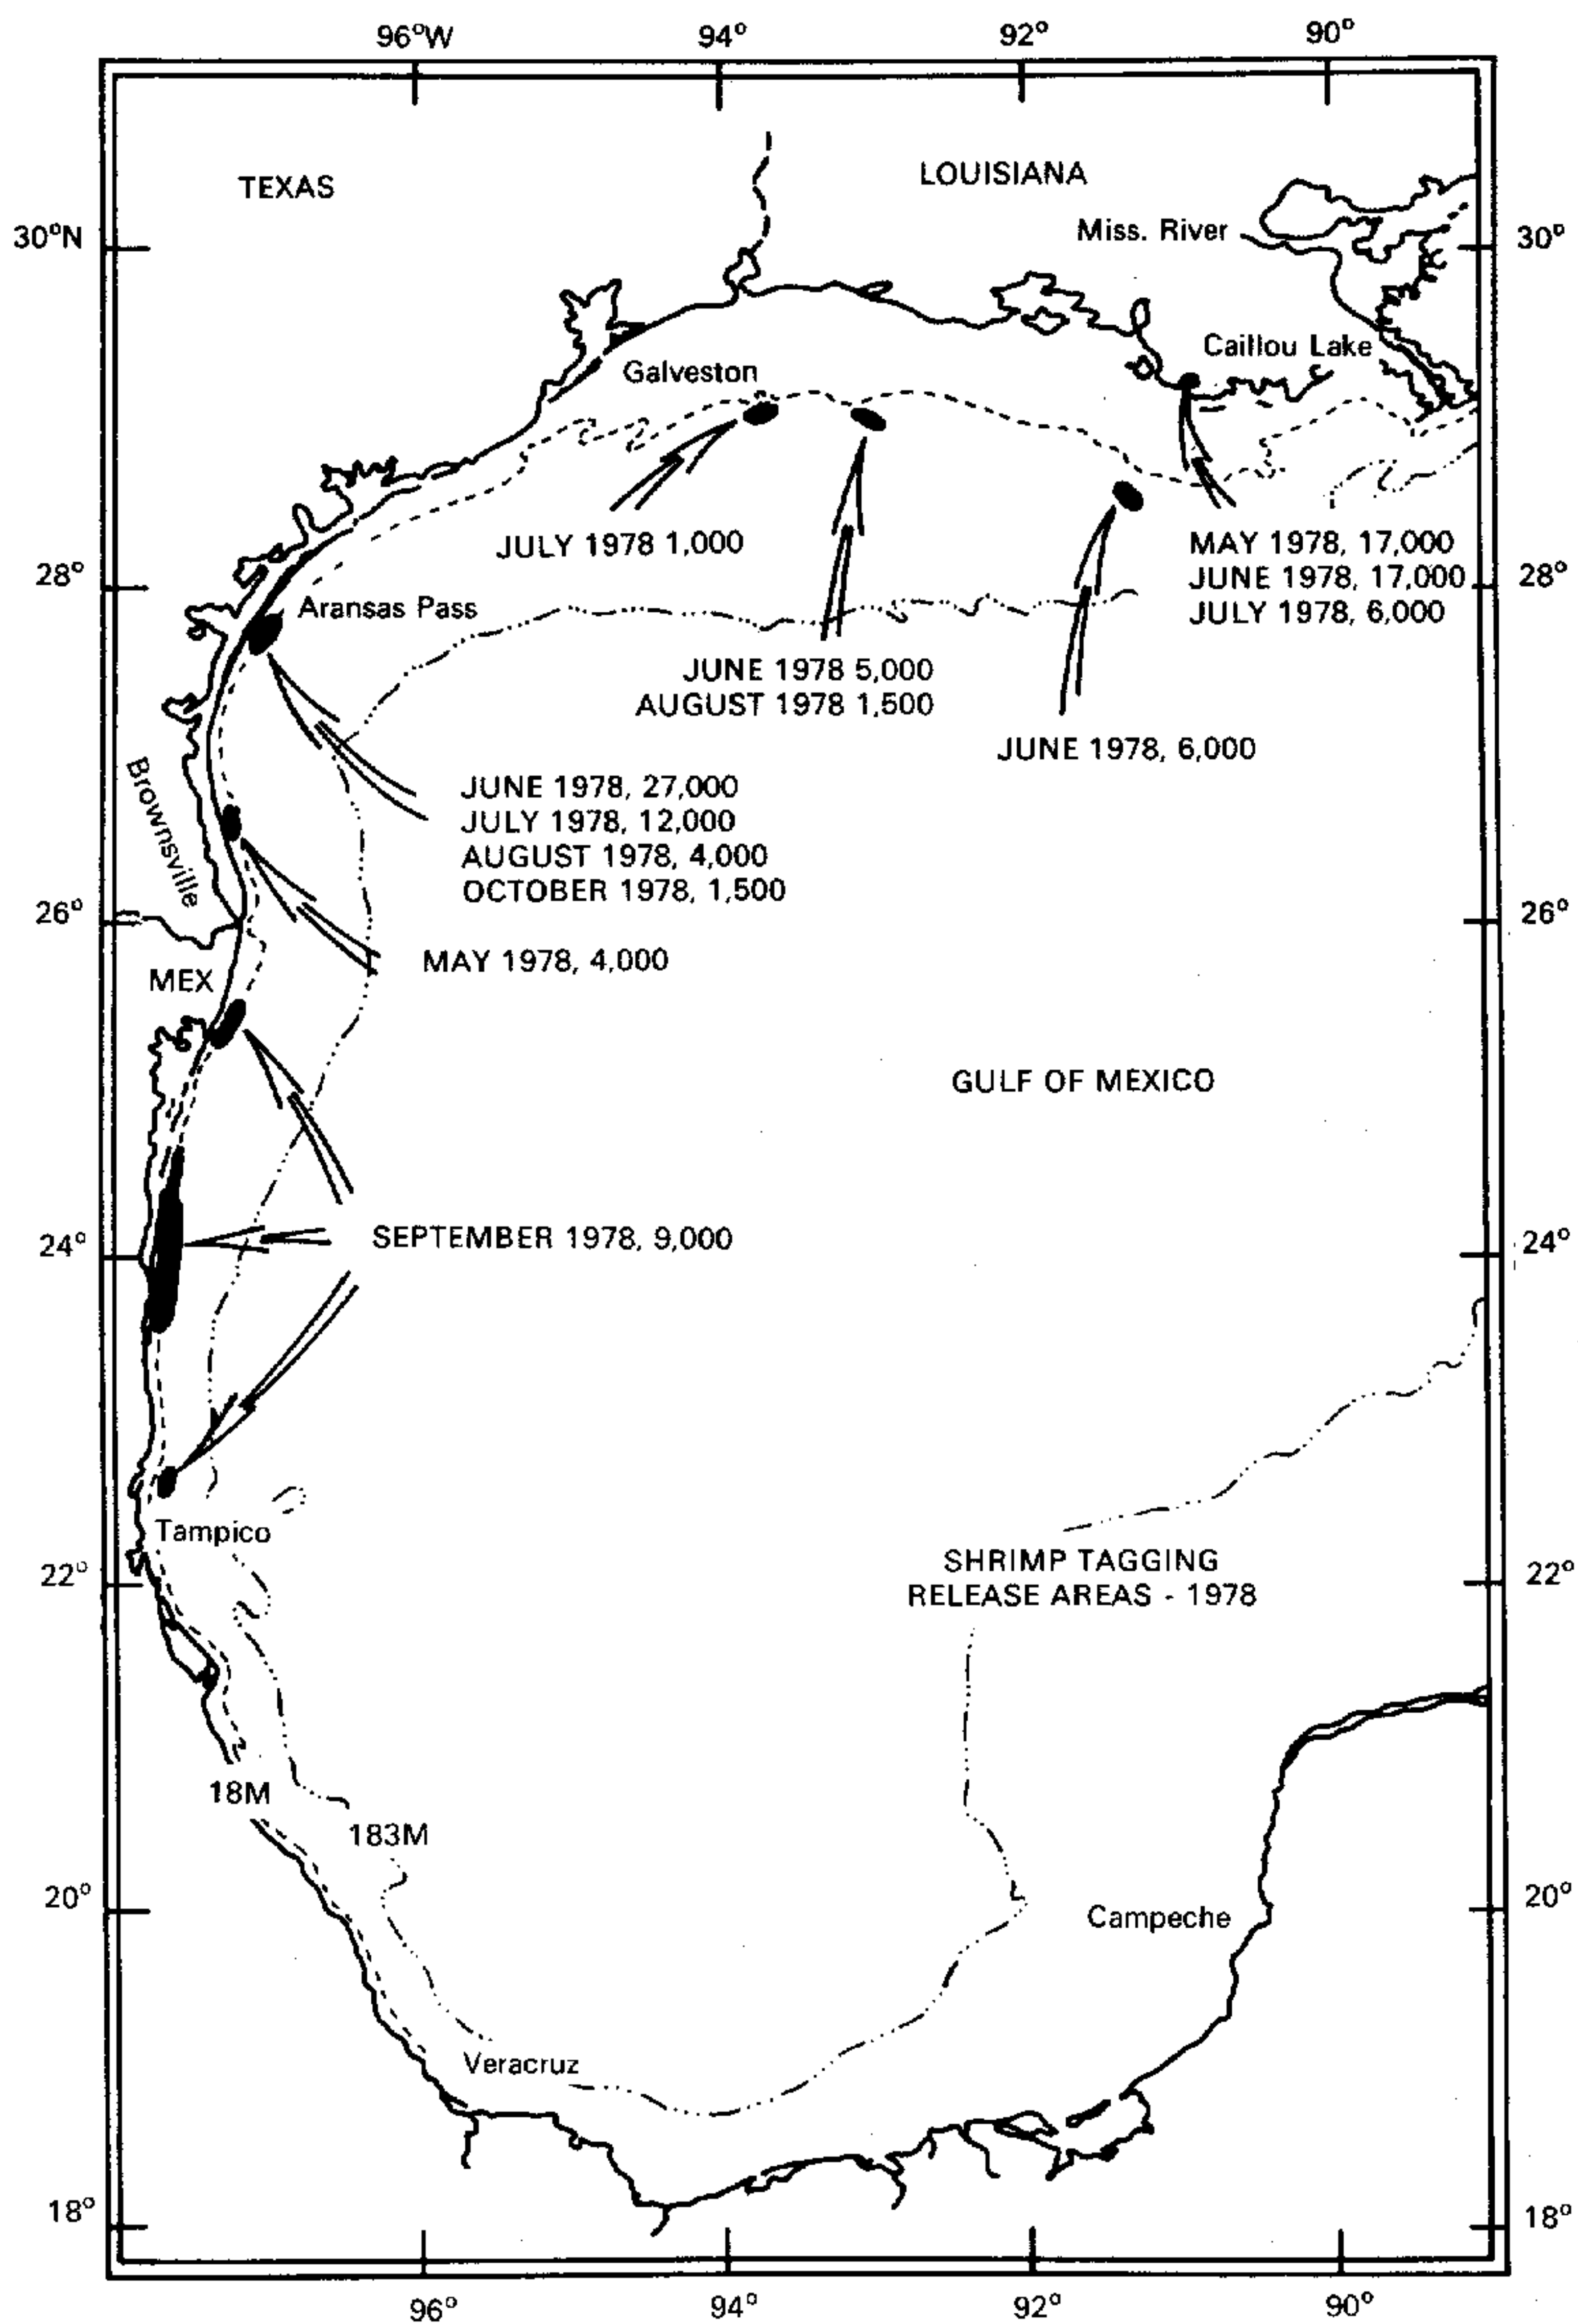 96°W 94° 92° 90°
TEXAS
LOUISIANA
Miss. River
30°N
30°
Caillou Lake
Galveston
JULY 1978 1,000
MAY 1978, 17,000
JUNE 1978, 17,000
JULY 1978, 6,000
28°
28°
Aransas Pass
JUNE 1978 5,000
AUGUST 1978 1,500
JUNE 1978, 6,000
Brownsville
JUNE 1978, 27,000
JULY 1978, 12,000
AUGUST 1978, 4,000
OCTOBER 1978, 1,500
26°
26°
MAY 1978, 4,000
MEX
GULF OF MEXICO
SEPTEMBER 1978, 9,000
24°
24°
Tampico
22°
22°
SHRIMP TAGGING
RELEASE AREAS - 1978
18M
183M
20°
20°
Campeche
Veracruz
18°
18°
96° 94° 92° 90°